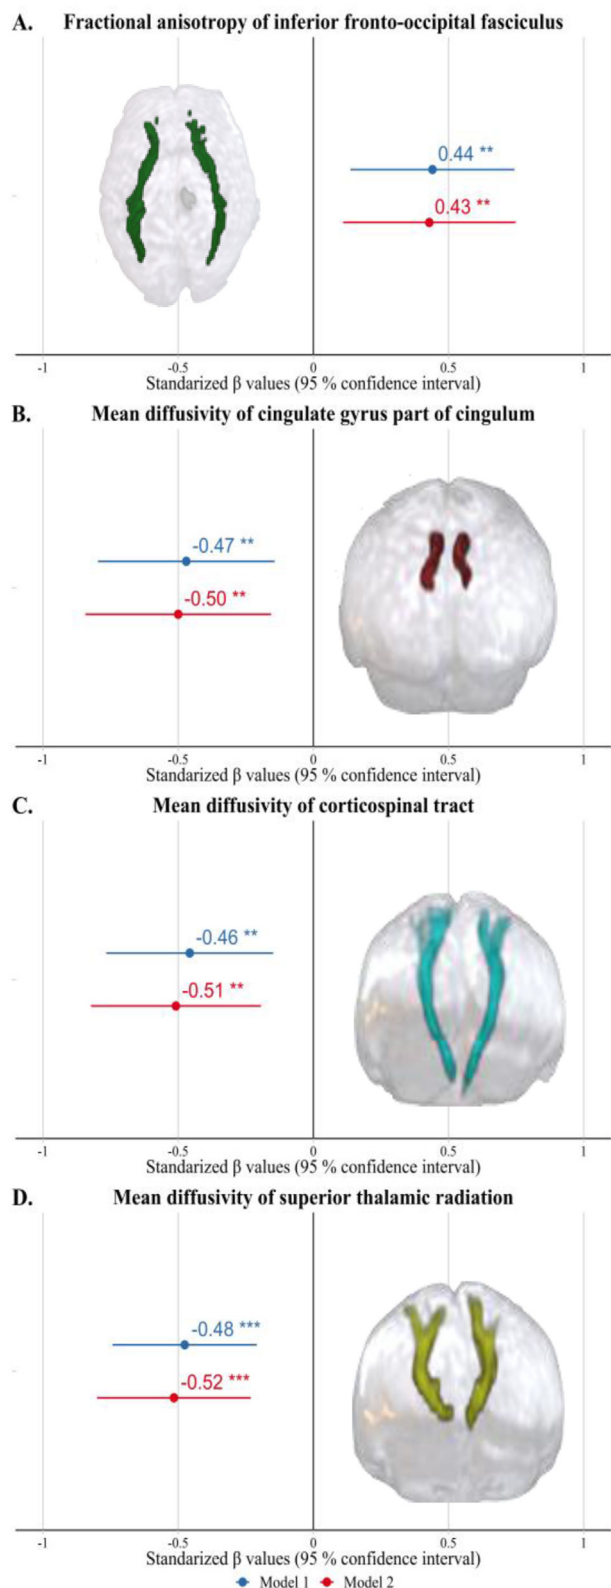 A. Fractional anisotropy of inferior fronto-occipital fasciculus
0.44 **
0.43 **
-1 -0.5 0 0.5 1
Standarized β values (95 % confidence interval)
B. Mean diffusivity of cingulate gyrus part of cingulum
-0.47 **
-0.50 **
-1 -0.5 0 0.5 1
Standarized β values (95 % confidence interval)
C. Mean diffusivity of corticospinal tract
-0.46 **
-0.51 **
-1 -0.5 0 0.5 1
Standarized β values (95 % confidence interval)
D. Mean diffusivity of superior thalamic radiation
-0.48 ***
-0.52 ***
-1 -0.5 0 0.5 1
Standarized β values (95 % confidence interval)
Model 1 Model 2